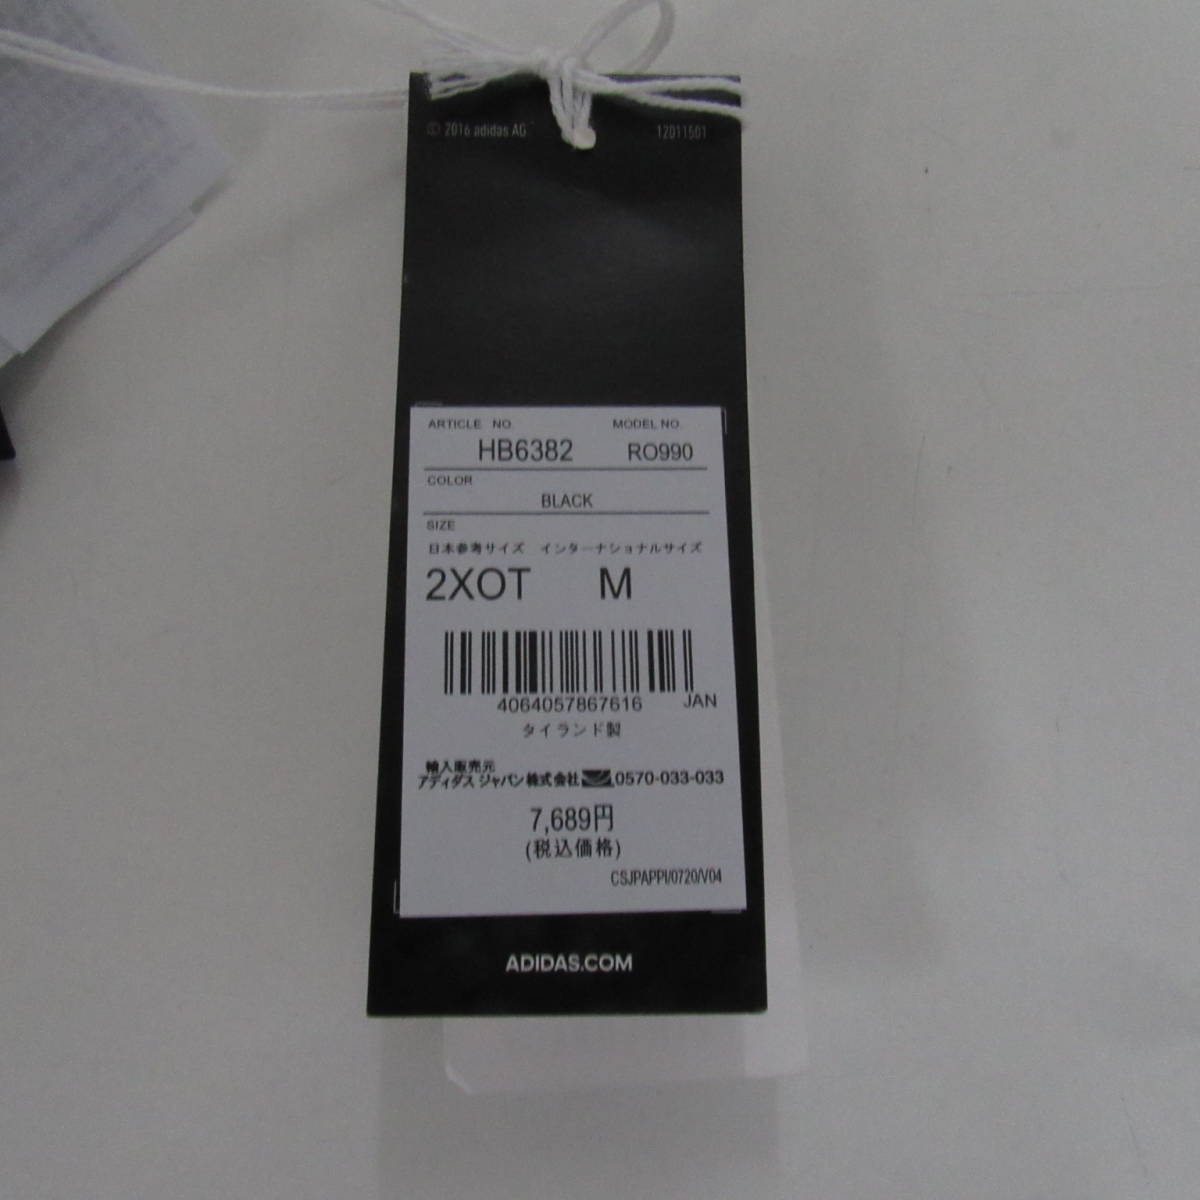 © 2016 adidas AG 12011501
ARTICLE NO. MODEL NO.
HB6382 RO990
COLOR
BLACK
SIZE
日本参考サイズ インターナショナルサイズ
2XOT M
4064057867616 JAN
タイランド製
輸入販売元
アディダス ジャパン株式会社 0570-033-033
7,689円
(税込価格)
CSJPAPPI/0720/V04
ADIDAS.COM